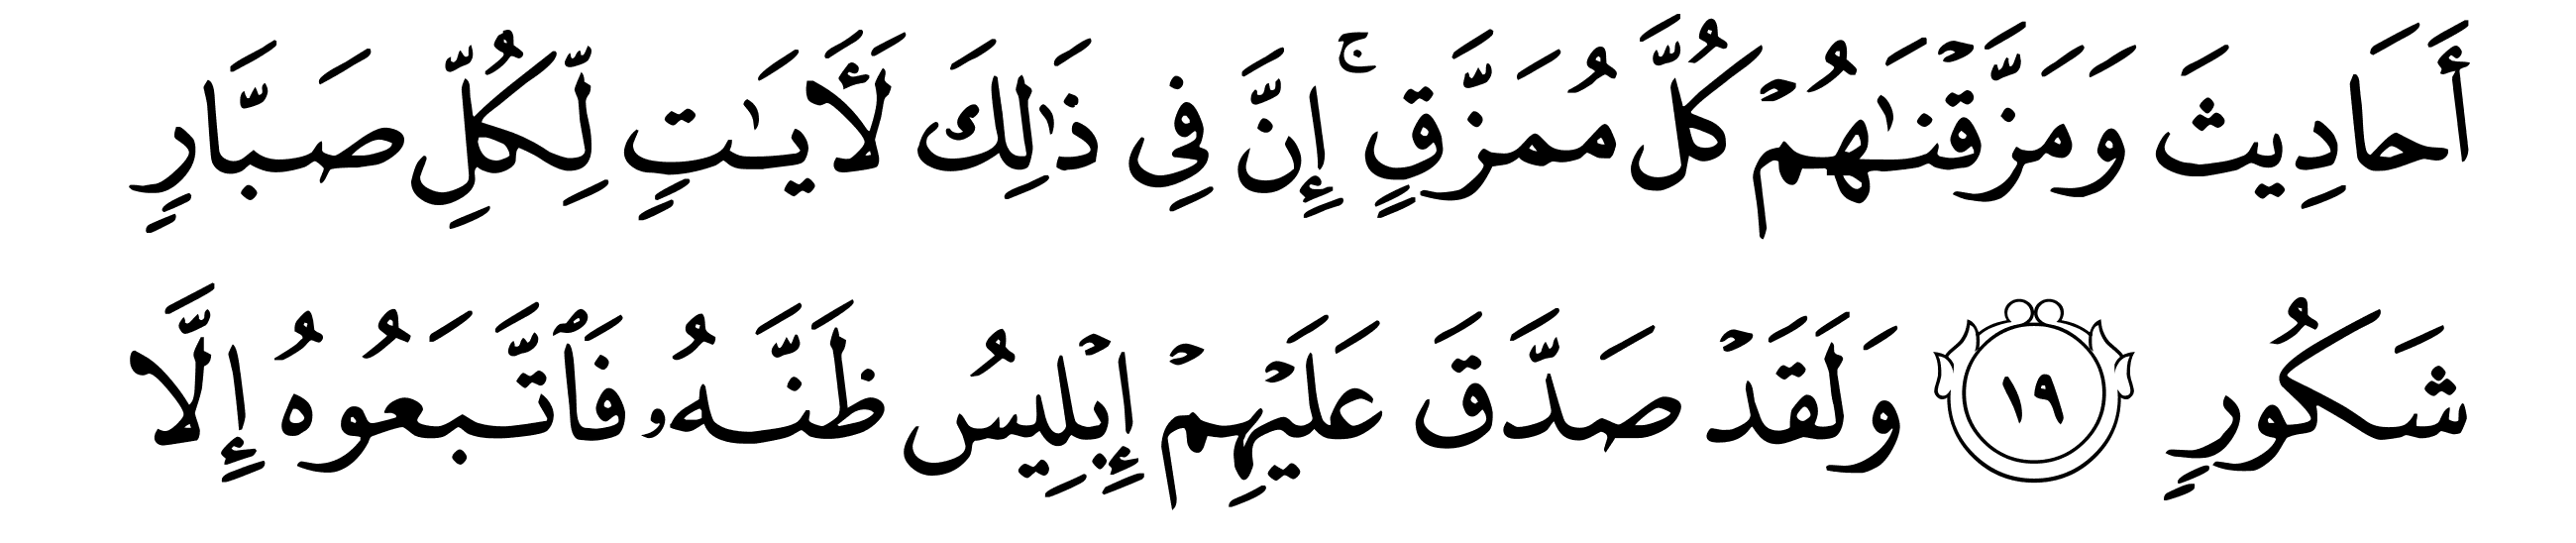 أَحَادِيثَ وَمَزَّقۡنَـٰهُمۡ كُلَّ مُمَزَّقٍۚ إِنَّ فِى ذَٰلِكَ لَأَيَـٰتٍ لِّكُلِّ صَبَّارٍ
شَكُورٍ ١٩ وَلَقَدۡ صَدَّقَ عَلَيۡهِمۡ إِبۡلِيسُ ظَنَّهُۥ فَٱتَّبَعُوهُ إِلَّا